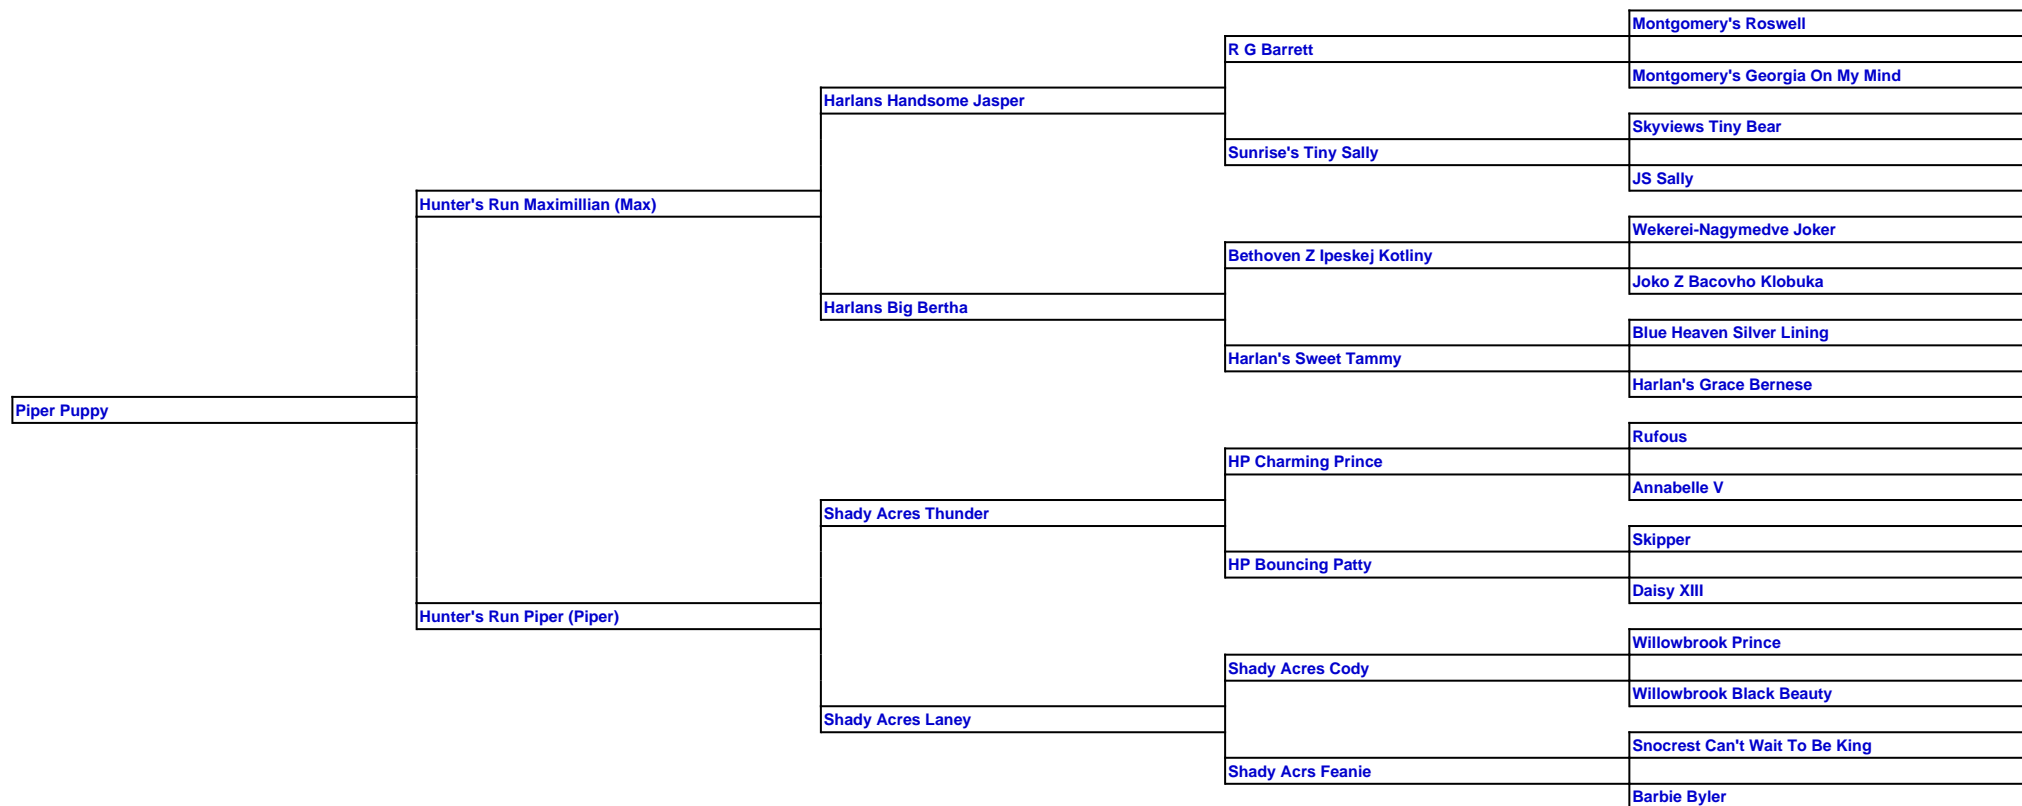 Montgomery's Roswell
R G Barrett
Montgomery's Georgia On My Mind
Harlans Handsome Jasper
Skyviews Tiny Bear
Sunrise's Tiny Sally
JS Sally
Hunter's Run Maximillian (Max)
Wekerei-Nagymedve Joker
Bethoven Z Ipeskej Kotliny
Joko Z Bacovho Klobuka
Harlans Big Bertha
Blue Heaven Silver Lining
Harlan's Sweet Tammy
Harlan's Grace Bernese
Piper Puppy
Rufous
HP Charming Prince
Annabelle V
Shady Acres Thunder
Skipper
HP Bouncing Patty
Daisy XIII
Hunter's Run Piper (Piper)
Willowbrook Prince
Shady Acres Cody
Willowbrook Black Beauty
Shady Acres Laney
Snocrest Can't Wait To Be King
Shady Acrs Feanie
Barbie Byler